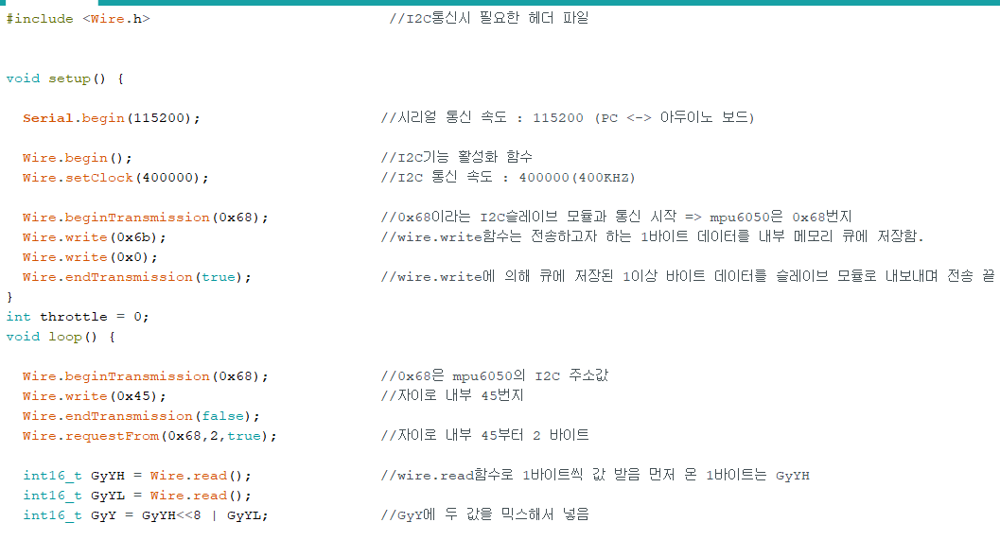 #include <Wire.h> //I2C통신시 필요한 헤더 파일
void setup() {
Serial.begin(115200); //시리얼 통신 속도 : 115200 (PC <-> 아두이노 보드)
Wire.begin(); //I2C기능 활성화 함수
Wire.setClock(400000); //I2C 통신 속도 : 400000(400KHZ)
Wire.beginTransmission(0x68); //0x68이라는 I2C슬레이브 모듈과 통신 시작 => mpu6050은 0x68번지
Wire.write(0x6b); //wire.write함수는 전송하고자 하는 1바이트 데이터를 내부 메모리 큐에 저장함.
Wire.write(0x0);
Wire.endTransmission(true); //wire.write에 의해 큐에 저장된 1이상 바이트 데이터를 슬레이브 모듈로 내보내며 전송 끝
}
int throttle = 0;
void loop() {
Wire.beginTransmission(0x68); //0x68은 mpu6050의 I2C 주소값
Wire.write(0x45); //자이로 내부 45번지
Wire.endTransmission(false);
Wire.requestFrom(0x68,2,true); //자이로 내부 45부터 2 바이트
int16_t GyYH = Wire.read(); //wire.read함수로 1바이트씩 값 받음 먼저 온 1바이트는 GyYH
int16_t GyYL = Wire.read();
int16_t GyY = GyYH<<8 | GyYL; //GyY에 두 값을 믹스해서 넣음